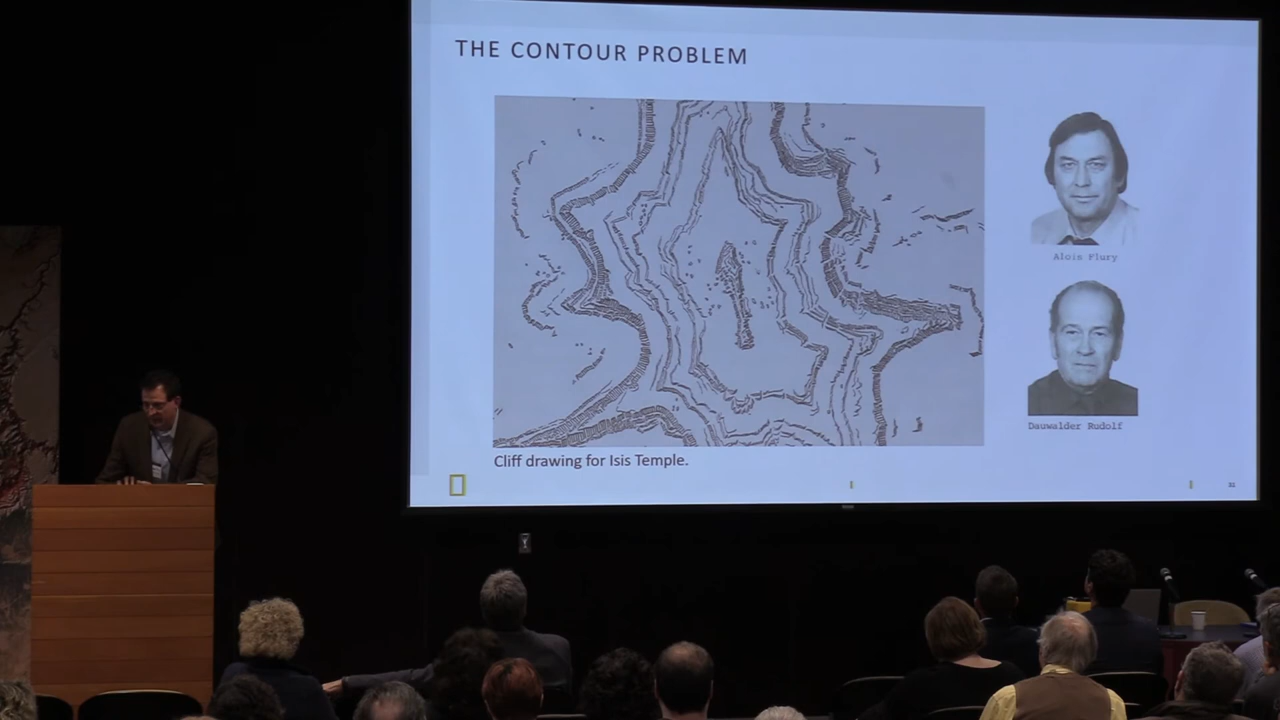 THE CONTOUR PROBLEM
Alois Flury
Dauwalder Rudolf
Cliff drawing for Isis Temple.